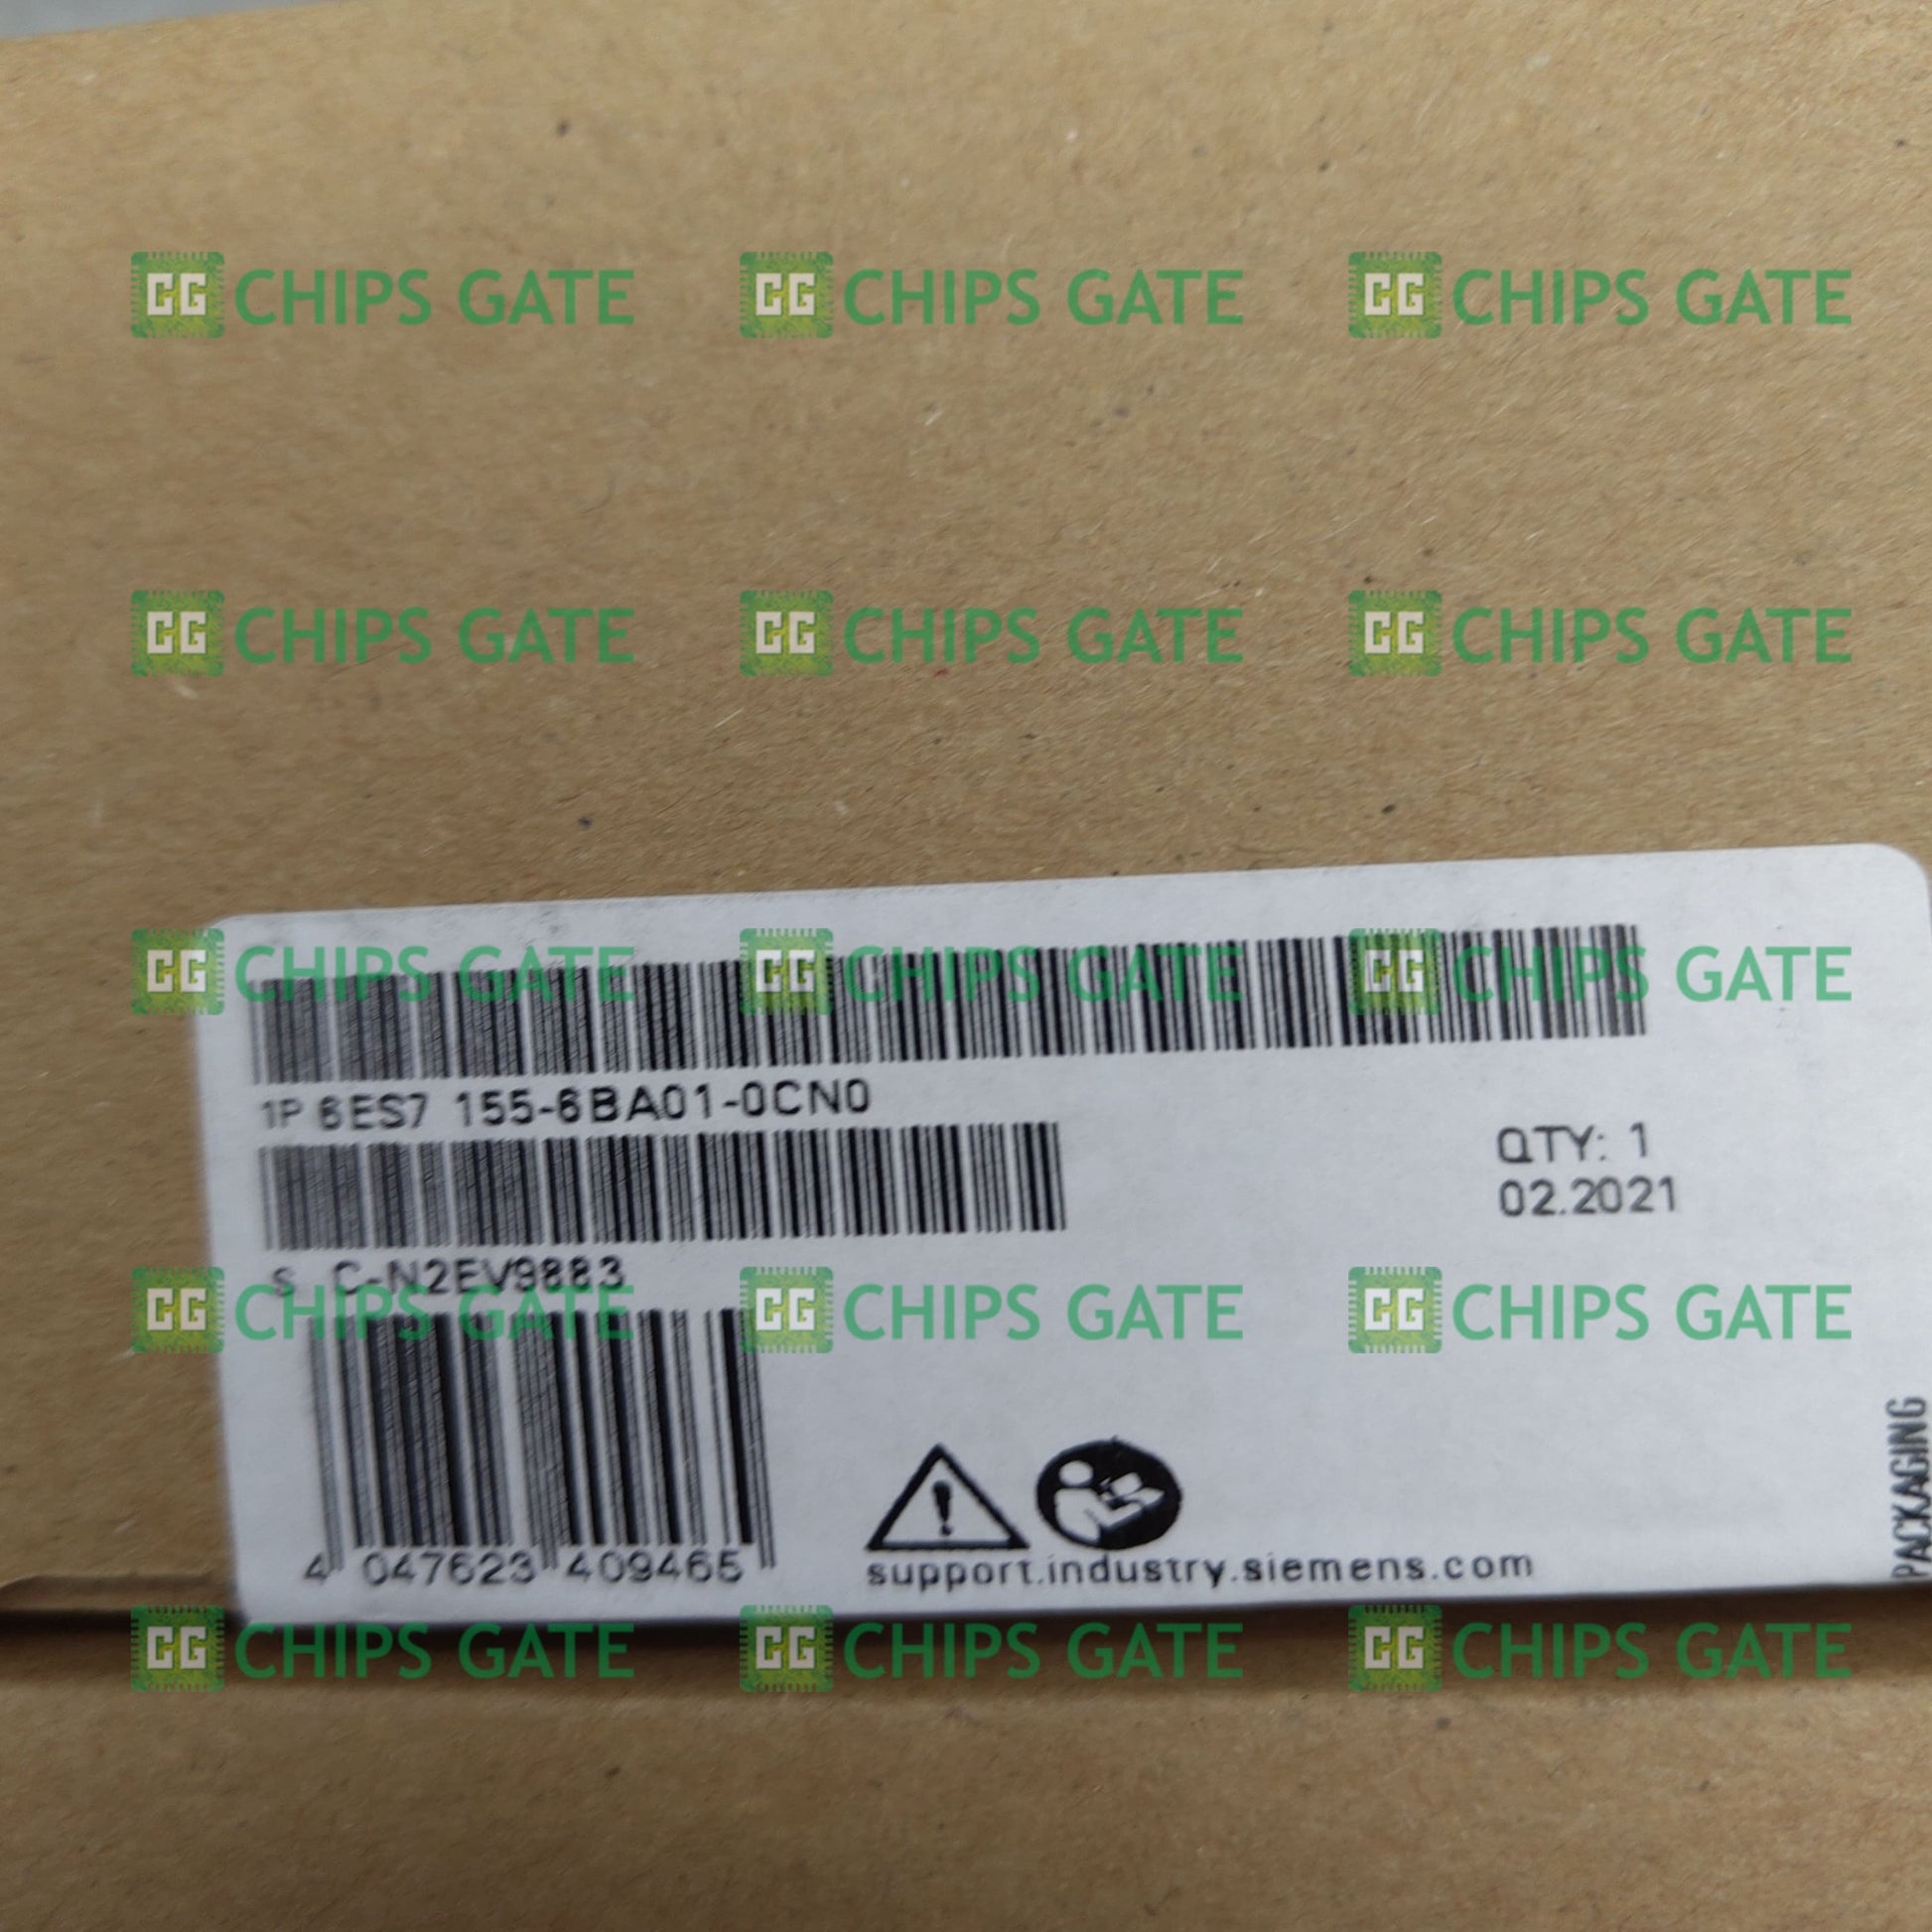 CG CHIPS GATE CG CHIPS GATE CG CHIPS GATE
CG CHIPS GATE CG CHIPS GATE CG CHIPS GATE
CG CHIPS GATE CG CHIPS GATE CG CHIPS GATE
1P 6ES7 155-6BA01-0CN0
QTY: 1
02.2021
S C-N2EV9883
CG CHIPS GATE CG CHIPS GATE CG CHIPS GATE
4 047623 409465
support.industry.siemens.com
PACKAGING
CG CHIPS GATE CG CHIPS GATE CG CHIPS GATE